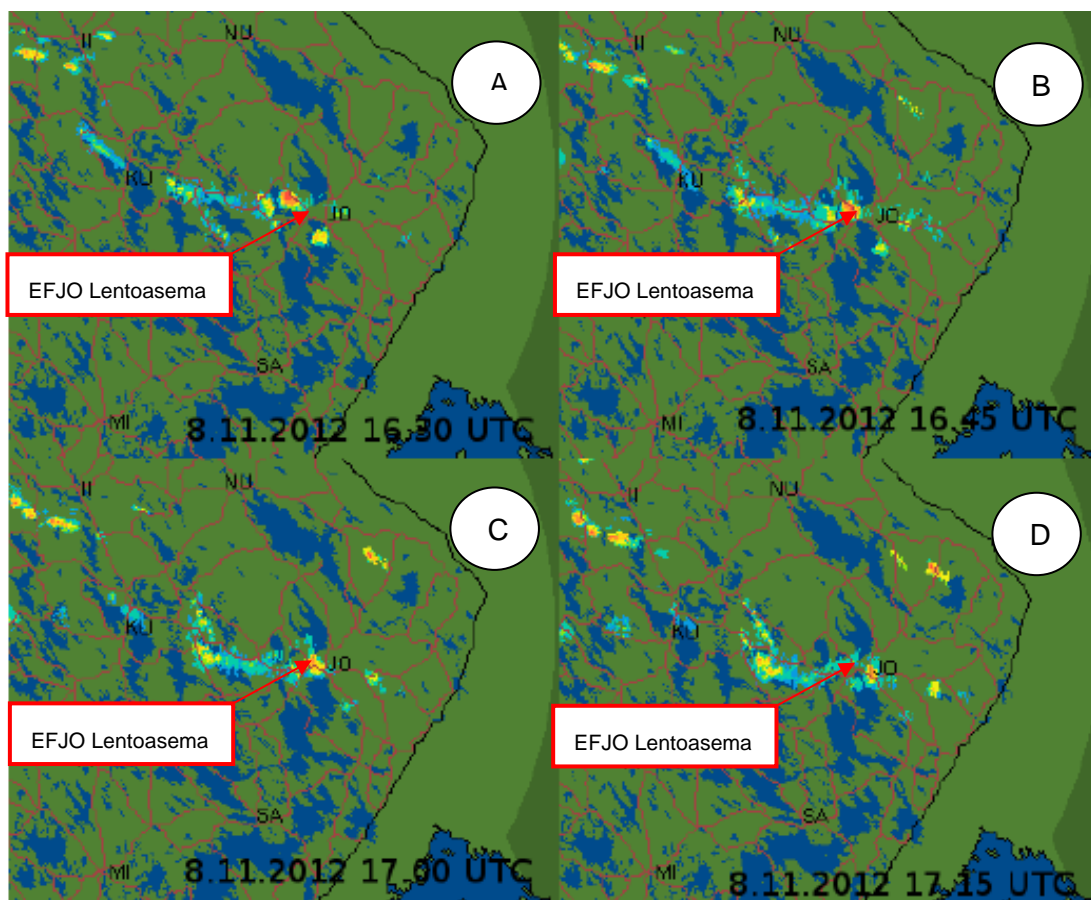 NU
II
A
KU
JO
EFJO Lentoasema
SA
MI
8.11.2012 16.30 UTC
NU
II
B
KU
JO
EFJO Lentoasema
SA
MI
8.11.2012 16.45 UTC
NU
II
C
KU
JO
EFJO Lentoasema
SA
MI
8.11.2012 17.00 UTC
NU
II
D
KU
JO
EFJO Lentoasema
SA
MI
8.11.2012 17.15 UTC